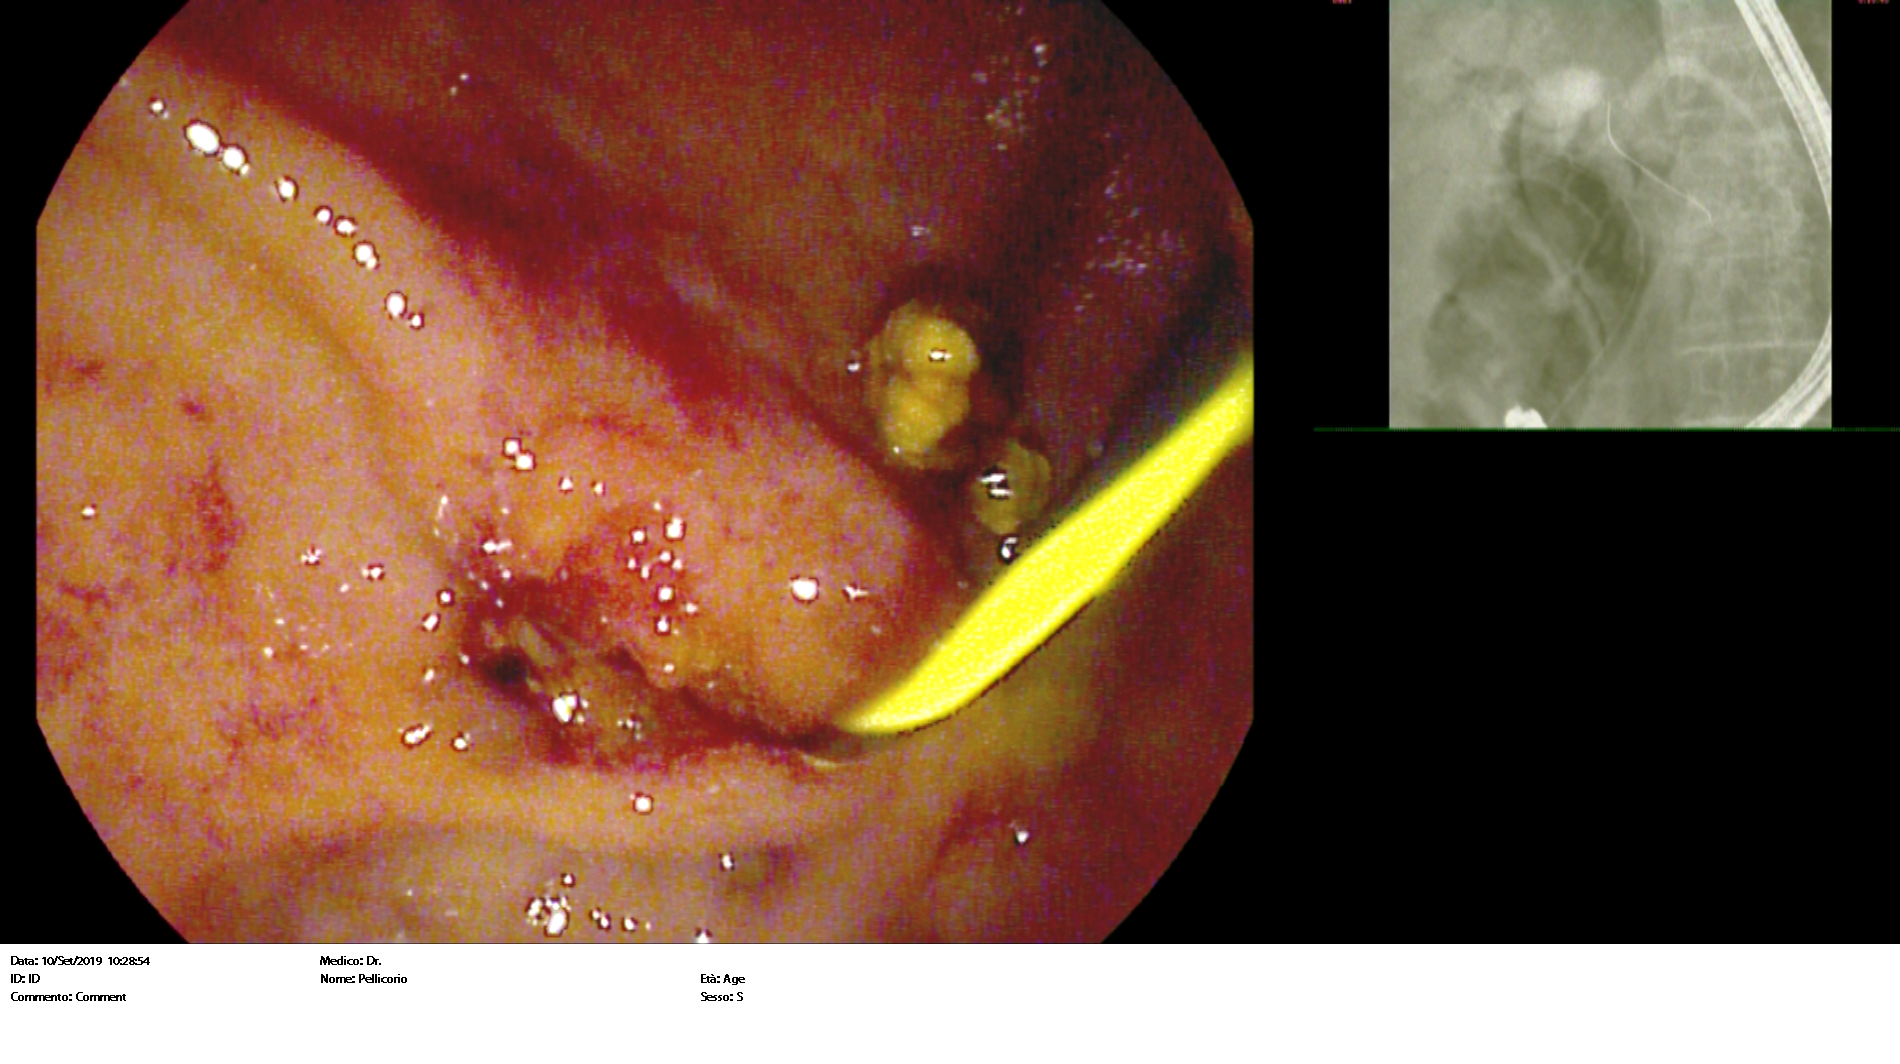 Data: 10/Set/2019 10:28:54
Medico: Dr.
ID: ID
Nome: Pellicorio
Età: Age
Commento: Comment
Sesso: S